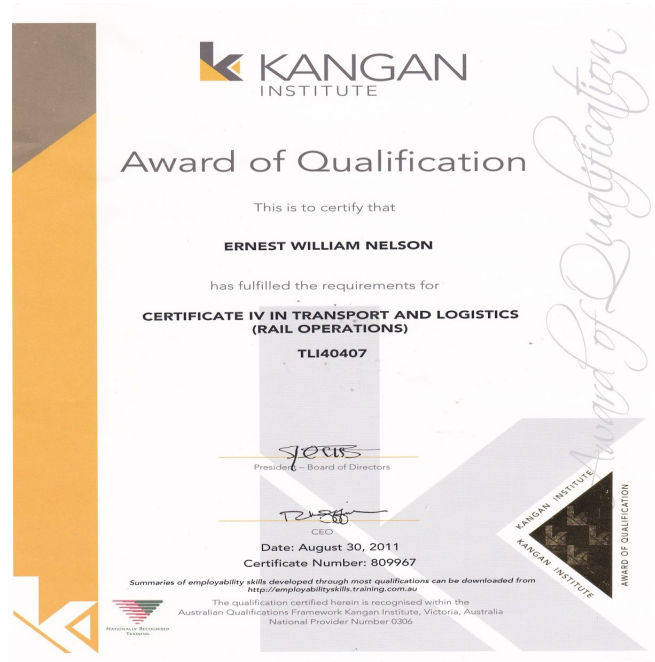 KANGAN
INSTITUTE
Award of Qualification
This is to certify that
ERNEST WILLIAM NELSON
has fulfilled the requirements for
CERTIFICATE IV IN TRANSPORT AND LOGISTICS
(RAIL OPERATIONS)
TLI40407
President – Board of Directors
CEO
Date: August 30, 2011
Certificate Number: 809967
Summaries of employability skills developed through most qualifications can be downloaded from
http://employabilityskills.training.com.au
The qualification certified herein is recognised within the
Australian Qualifications Framework Kangan Institute, Victoria, Australia
National Provider Number 0306
NATIONALLY RECOGNISED
TRAINING
Award of Qualification
KANGAN INSTITUTE
KANGAN INSTITUTE
AWARD OF QUALIFICATION